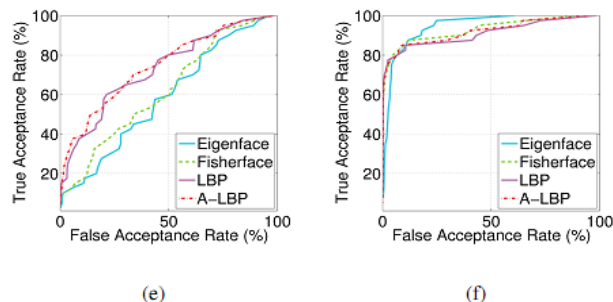 100
80
60
40
20
0 50 100
True Acceptance Rate (%)
False Acceptance Rate (%)
Eigenface
Fisherface
LBP
A-LBP
(e)
100
80
60
40
20
0 50 100
True Acceptance Rate (%)
False Acceptance Rate (%)
Eigenface
Fisherface
LBP
A-LBP
(f)